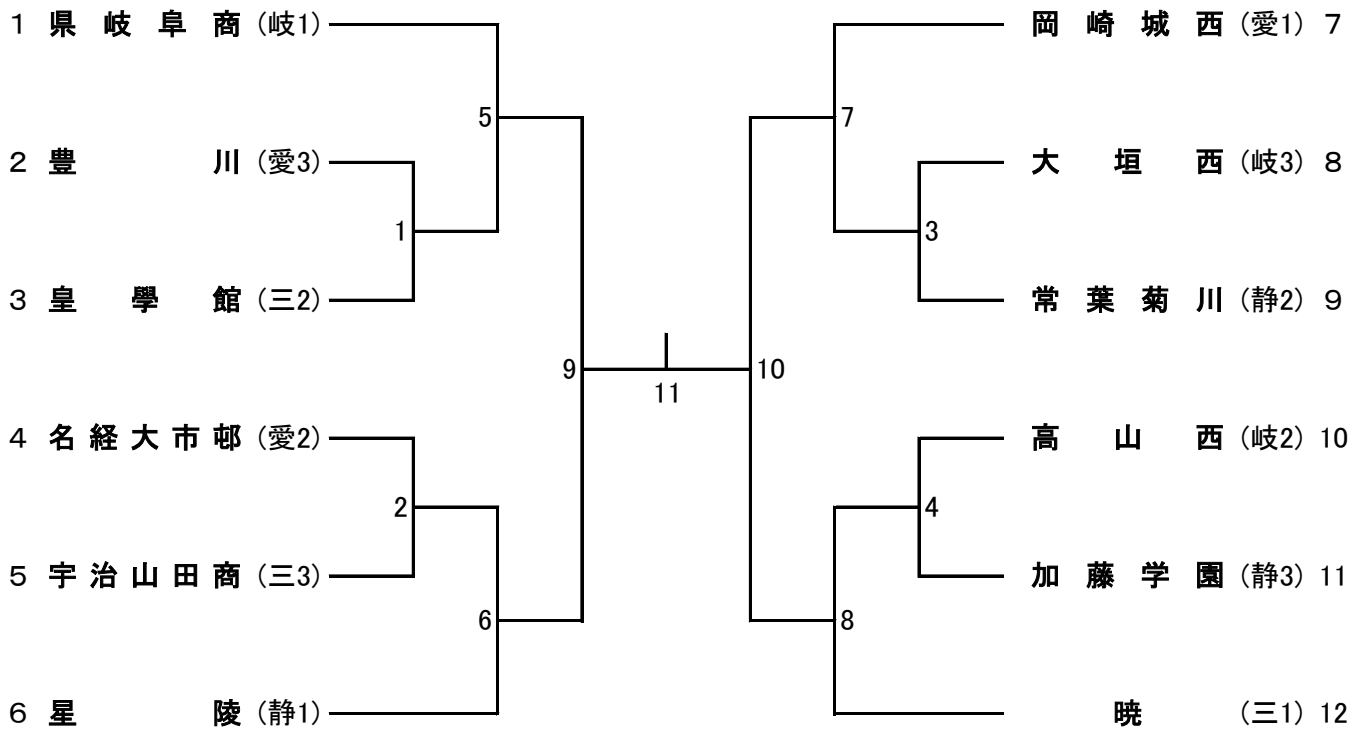 1 県岐阜商 (岐1)
岡崎城西 (愛1) 7
5
7
2 豊川 (愛3)
大垣西 (岐3) 8
1
3
3 皇學館 (三2)
常葉菊川 (静2) 9
9
11
10
4 名経大市邨 (愛2)
高山西 (岐2) 10
2
4
5 宇治山田商 (三3)
加藤学園 (静3) 11
6
8
6 星陵 (静1)
暁 (三1) 12